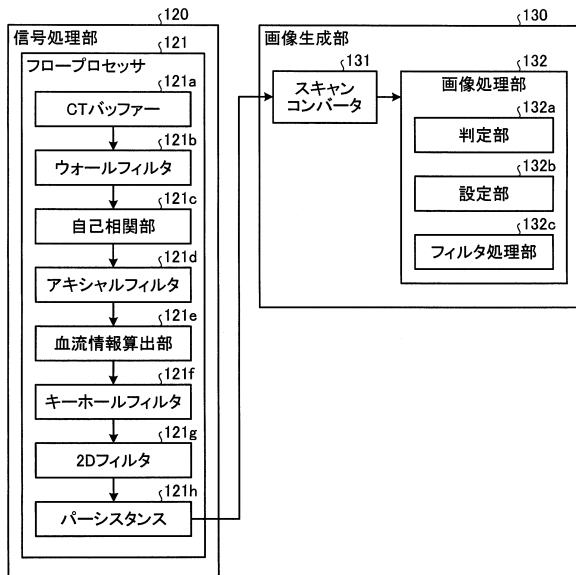 120
信号処理部
121
フロープロセッサ
121a
CTバッファー
121b
ウォールフィルタ
121c
自己相関部
121d
アキシャルフィルタ
121e
血流情報算出部
121f
キーホールフィルタ
121g
2Dフィルタ
121h
パーシスタンス
130
画像生成部
131
スキャン
コンバータ
132
画像処理部
132a
判定部
132b
設定部
132c
フィルタ処理部